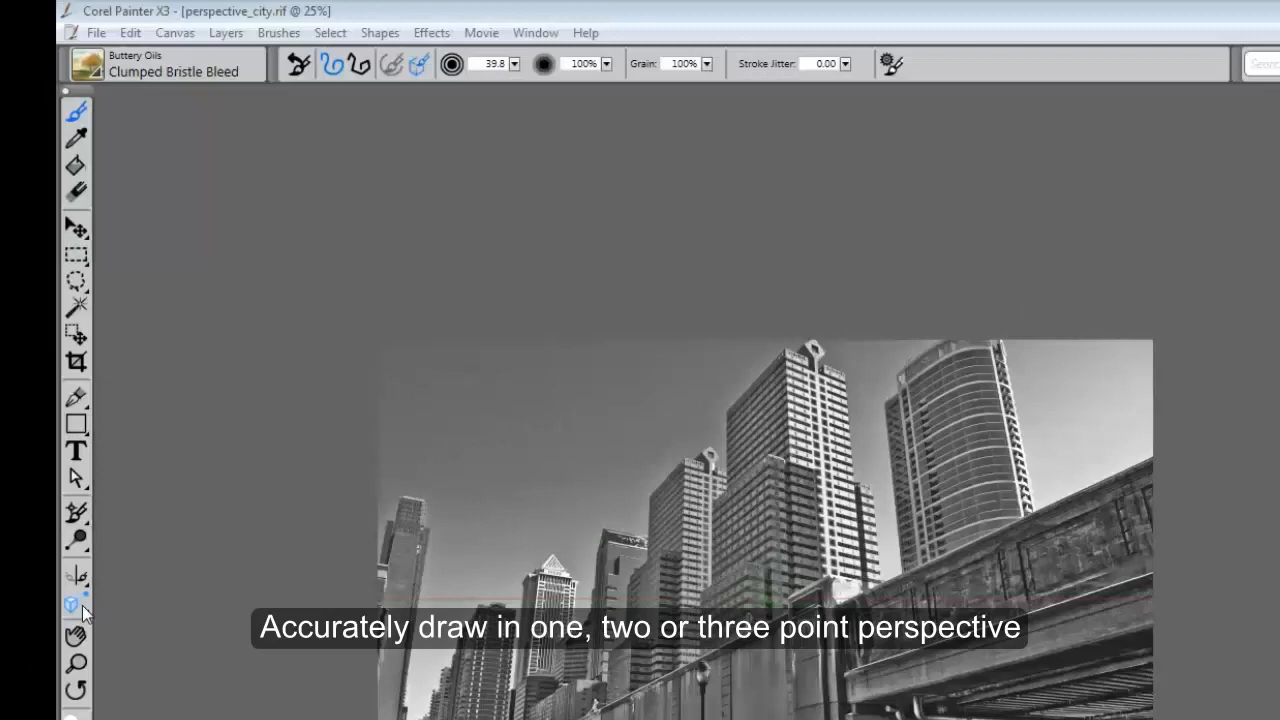 Corel Painter X3 - [perspective_city.rif @ 25%]
File Edit Canvas Layers Brushes Select Shapes Effects Movie Window Help
Buttery Oils
Clumped Bristle Bleed
39.8 100% Grain: 100% Stroke Jitter: 0.00
T
Accurately draw in one, two or three point perspective